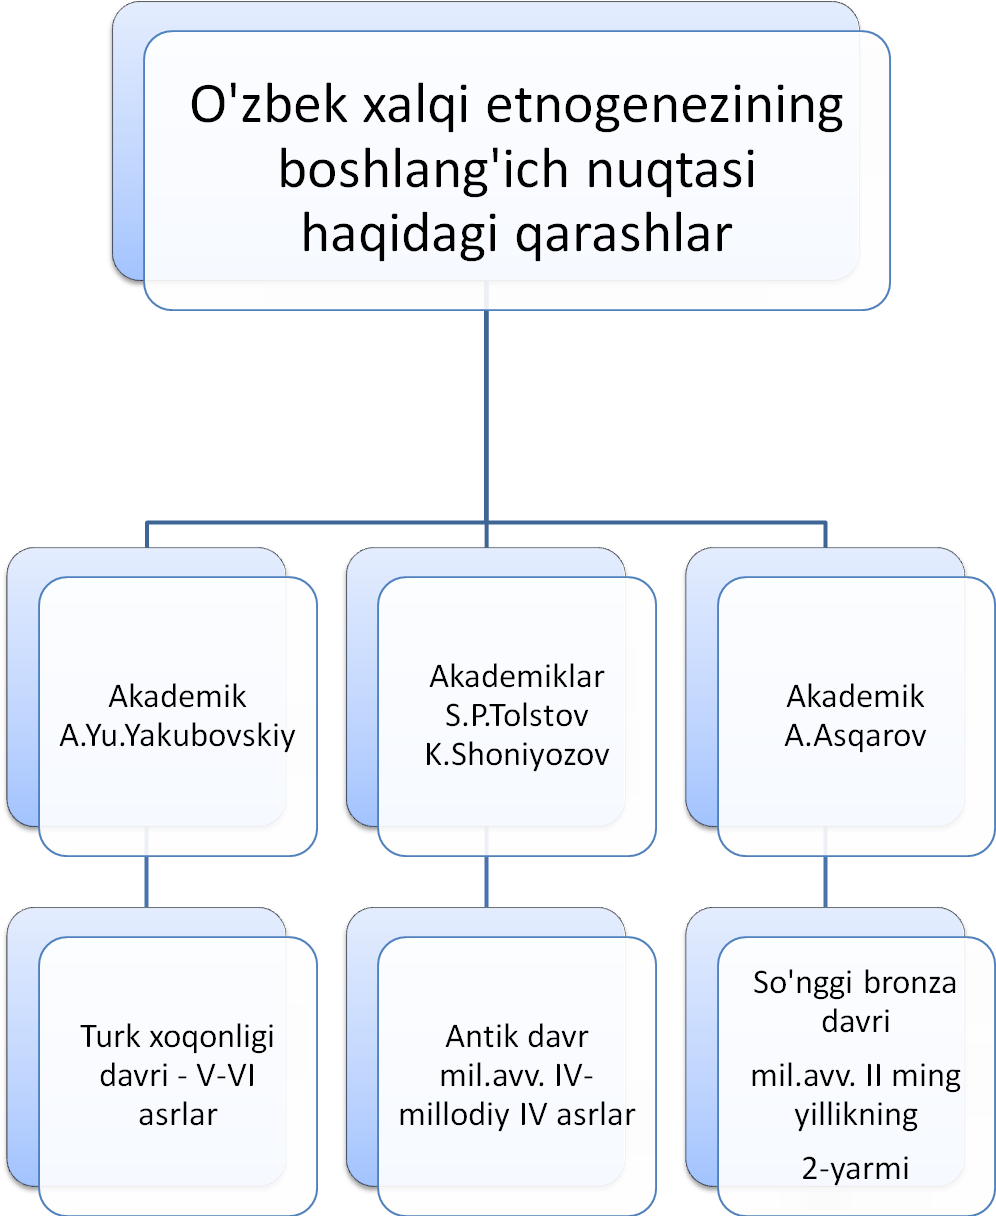 O'zbek xalqi etnogenezining
boshlang'ich nuqtasi
haqidagi qarashlar
Akademik
A.Yu.Yakubovskiy
Akademiklar
S.P.Tolstov
K.Shoniyozov
Akademik
A.Asqarov
Turk xoqonligi
davri - V-VI
asrlar
Antik davr
mil.avv. IV-
millodiy IV asrlar
So'nggi bronza
davri
mil.avv. II ming
yillikning
2-yarmi